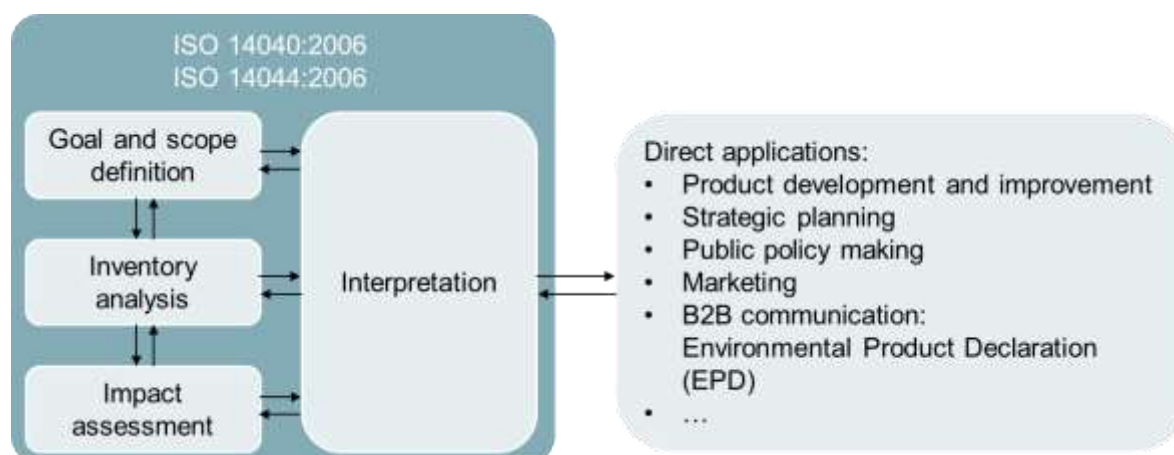 ISO 14040:2006
ISO 14044:2006
Goal and scope
definition
Inventory
analysis
Impact
assessment
Interpretation
Direct applications:
• Product development and improvement
• Strategic planning
• Public policy making
• Marketing
• B2B communication:
Environmental Product Declaration
(EPD)
• …